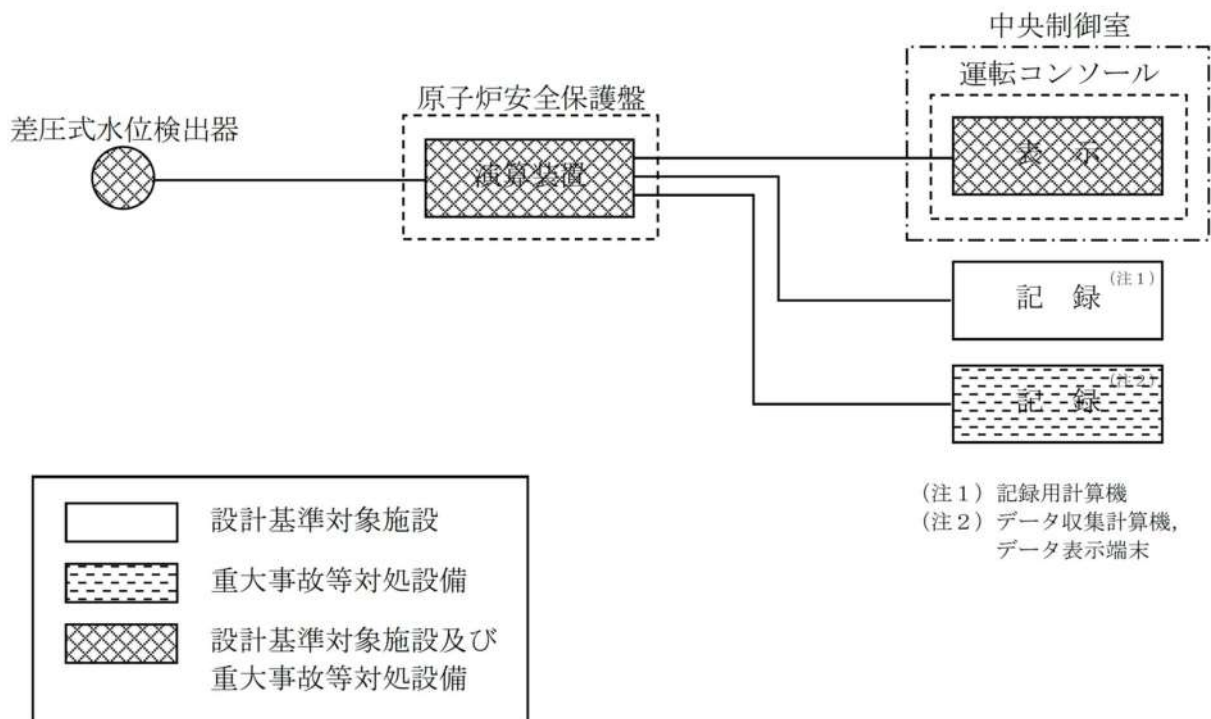 中央制御室
運転コンソール
原子炉安全保護盤
差圧式水位検出器
演算装置
表 示
記 録 (注1)
記 録 (注2)
(注1) 記録用計算機
(注2) データ収集計算機,
データ表示端末
設計基準対象施設
重大事故等対処設備
設計基準対象施設及び
重大事故等対処設備